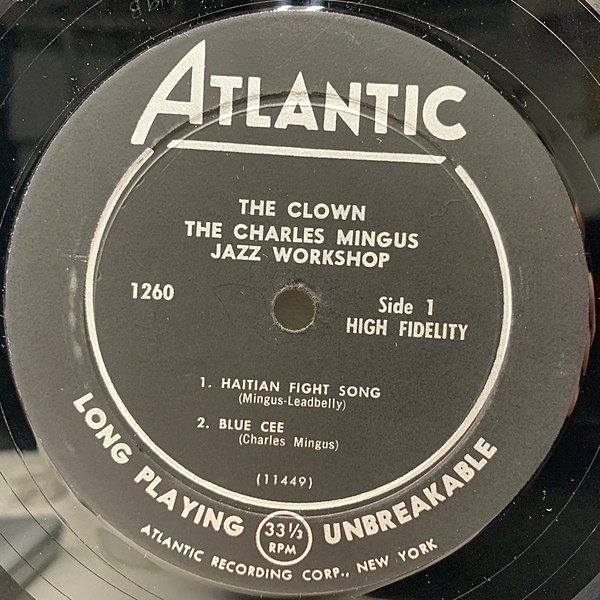 ATLANTIC
THE CLOWN
THE CHARLES MINGUS
JAZZ WORKSHOP
1260
Side 1
HIGH FIDELITY
1. HAITIAN FIGHT SONG
(Mingus-Leadbelly)
2. BLUE CEE
(Charles Mingus)
(11449)
LONG PLAYING 33 1/3 RPM UNBREAKABLE
ATLANTIC RECORDING CORP., NEW YORK